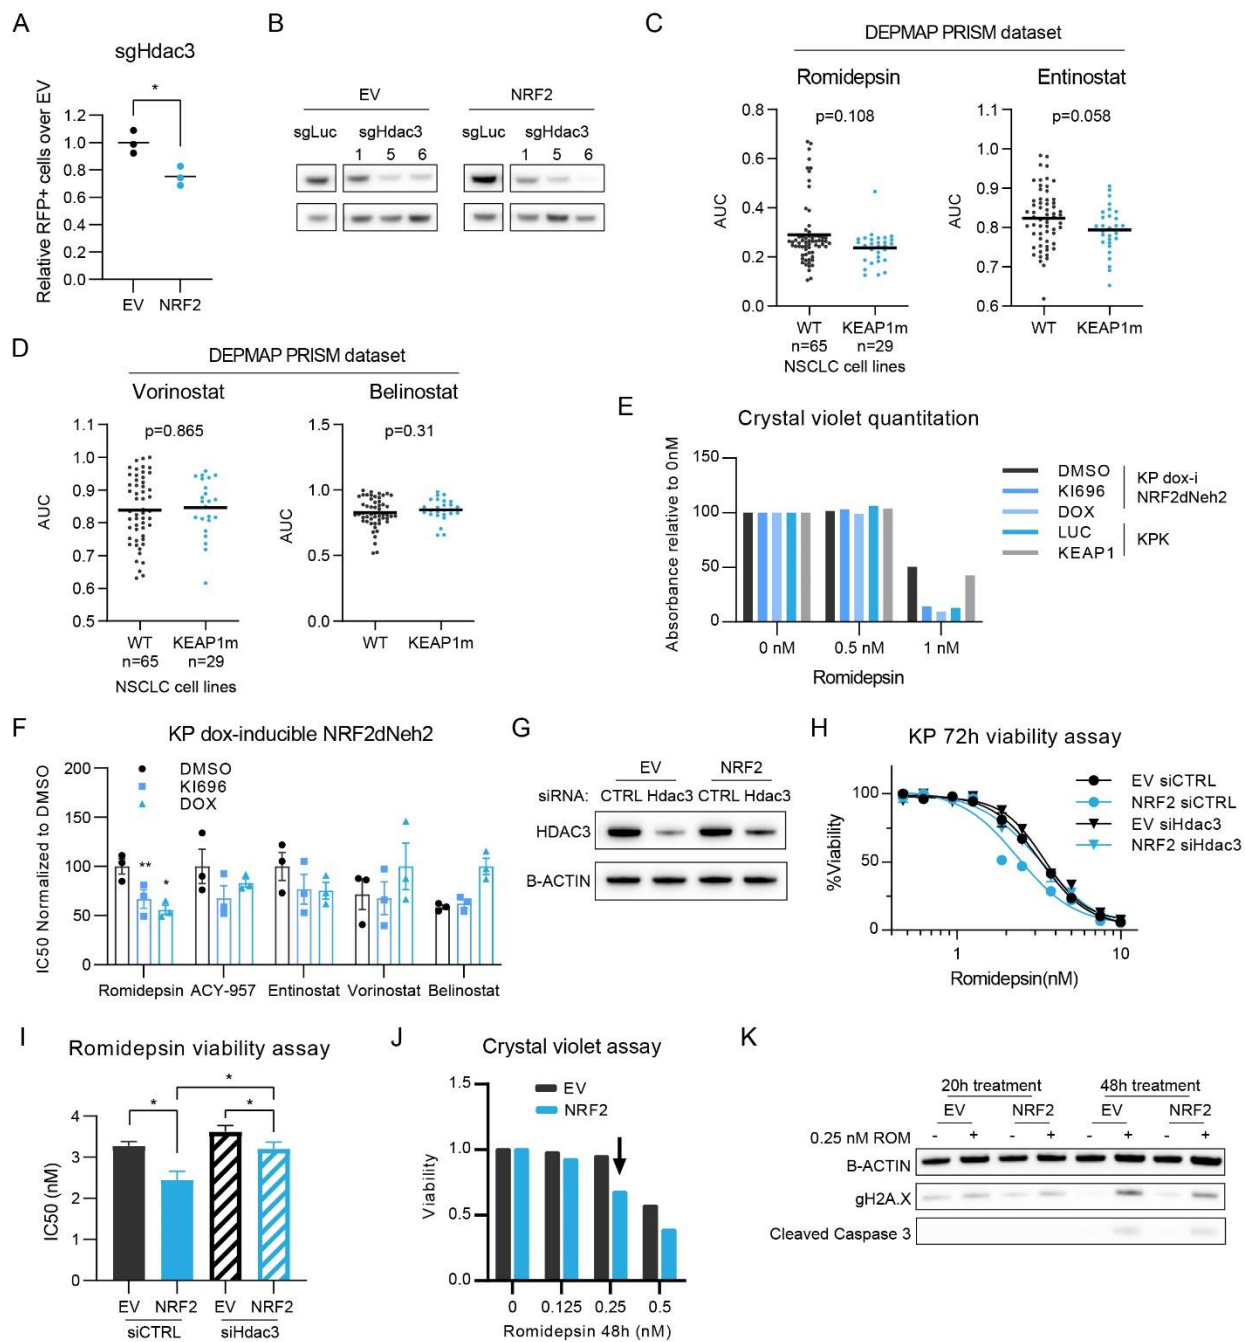 A
sgHdac3
*
Relative RFP+ cells over EV
1.2
1.0
0.8
0.6
0.4
0.2
0.0
EV NRF2
B
EV NRF2
sgLuc sgHdac3 sgLuc sgHdac3
1 5 6 1 5 6
C
DEPMAP PRISM dataset
Romidepsin Entinostat
p=0.108 p=0.058
AUC
0.8
0.6
0.4
0.2
0.0
WT KEAP1m
n=65 n=29
NSCLC cell lines
AUC
1.1
1.0
0.9
0.8
0.7
0.6
WT KEAP1m
D
DEPMAP PRISM dataset
Vorinostat Belinostat
p=0.865 p=0.31
AUC
1.1
1.0
0.9
0.8
0.7
0.6
0.5
WT KEAP1m
n=65 n=29
NSCLC cell lines
AUC
1.5
1.0
0.5
0.0
WT KEAP1m
E
Crystal violet quantitation
Absorbance relative to 0nM
150
100
50
0
0 nM 0.5 nM 1 nM
Romidepsin
DMSO
KI696
DOX
LUC
KEAP1
KP dox-i
NRF2dNeh2
KPK
F
KP dox-inducible NRF2dNeh2
IC50 Normalized to DMSO
200
150
100
50
0
DMSO
KI696
DOX
**
*
Romidepsin ACY-957 Entinostat Vorinostat Belinostat
G
EV NRF2
siRNA: CTRL Hdac3 CTRL Hdac3
HDAC3
B-ACTIN
H
KP 72h viability assay
%Viability
100
50
0
1 10
Romidepsin(nM)
EV siCTRL
NRF2 siCTRL
EV siHdac3
NRF2 siHdac3
I
Romidepsin viability assay
IC50 (nM)
4
3
2
1
0
*
*
*
EV NRF2 EV NRF2
siCTRL siHdac3
J
Crystal violet assay
Viability
1.5
1.0
0.5
0.0
EV
NRF2
0 0.125 0.25 0.5
Romidepsin 48h (nM)
K
20h treatment 48h treatment
EV NRF2 EV NRF2
0.25 nM ROM - + - + - + - +
B-ACTIN
gH2A.X
Cleaved Caspase 3